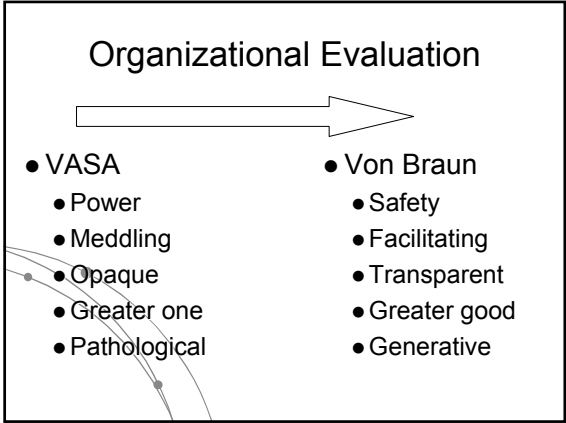 Organizational Evaluation
● VASA
● Power
● Meddling
● Opaque
● Greater one
● Pathological
● Von Braun
● Safety
● Facilitating
● Transparent
● Greater good
● Generative